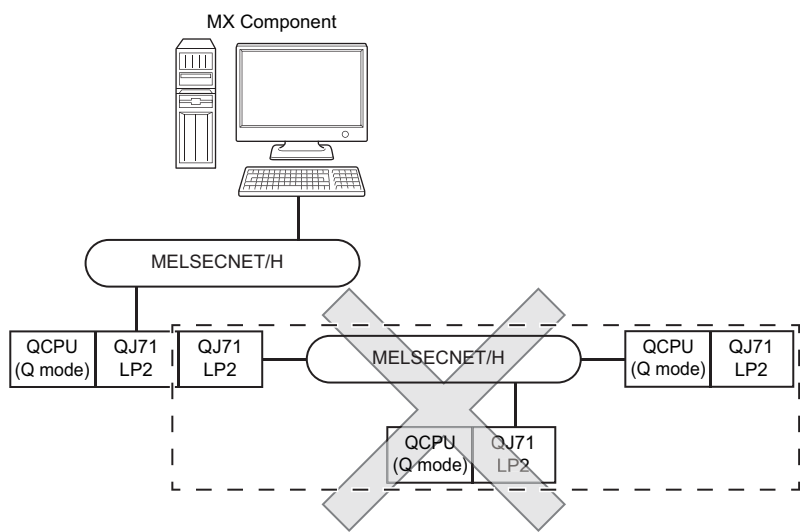 MX Component
MELSECNET/H
QCPU
(Q mode)
QJ71
LP2
QJ71
LP2
MELSECNET/H
QCPU
(Q mode)
QJ71
LP2
QCPU
(Q mode)
QJ71
LP2